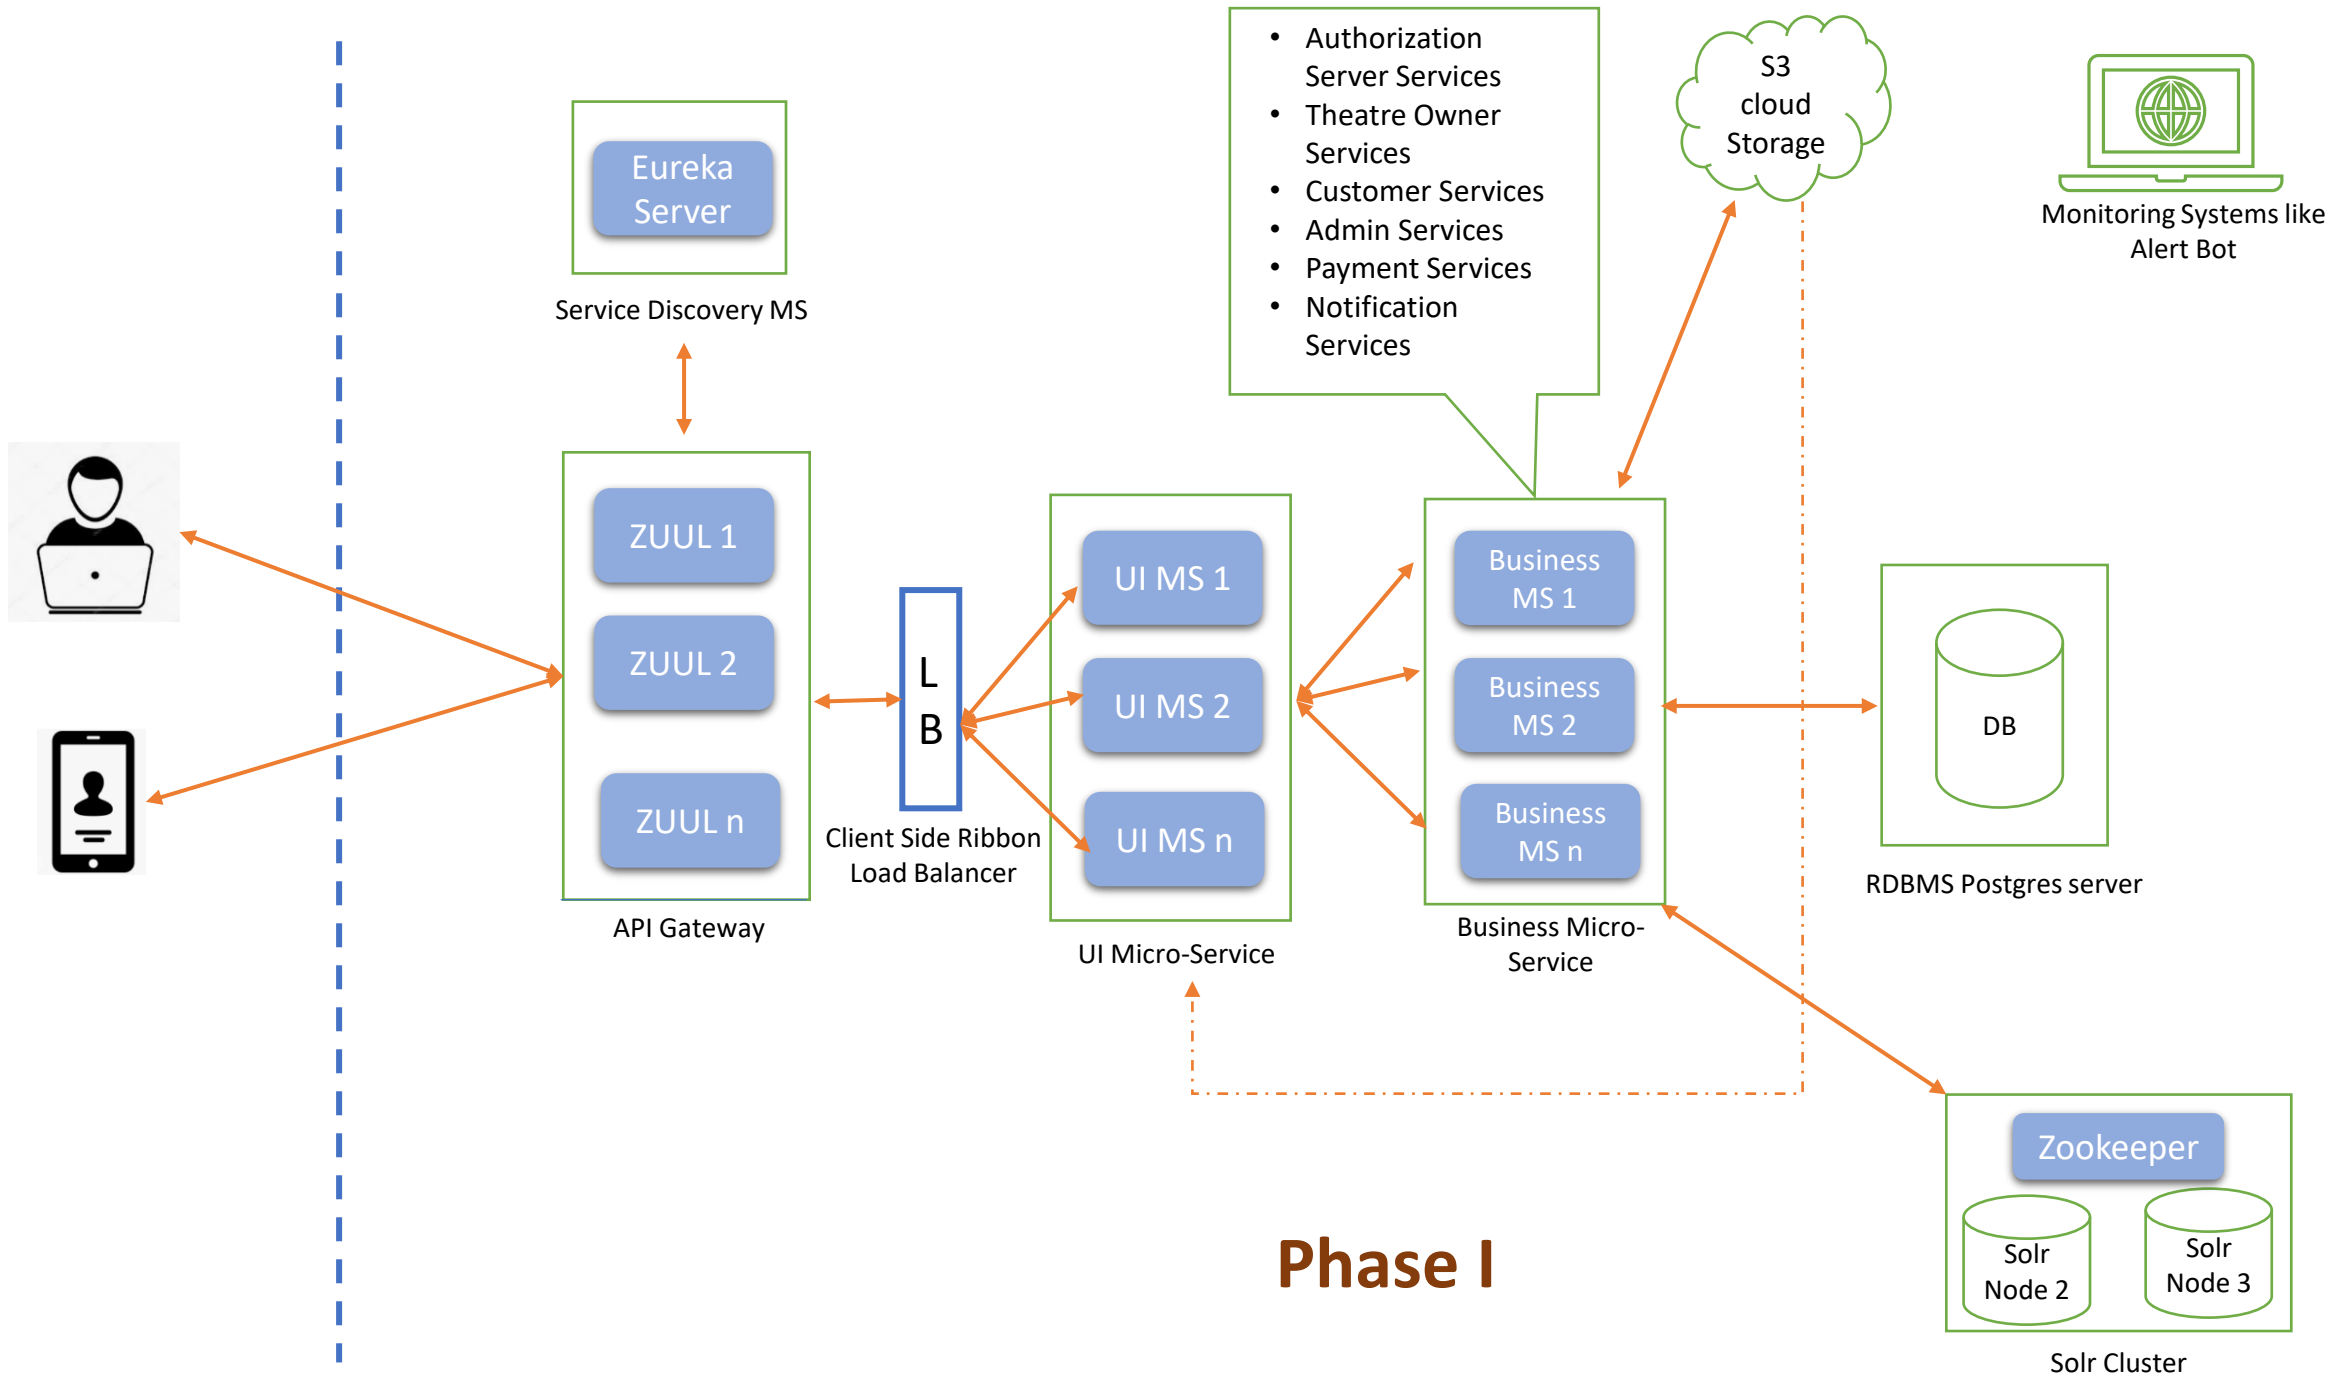 • Authorization
Server Services
• Theatre Owner
Services
• Customer Services
• Admin Services
• Payment Services
• Notification
Services
S3
cloud
Storage
Monitoring Systems like
Alert Bot
Eureka
Server
Service Discovery MS
ZUUL 1
ZUUL 2
ZUUL n
API Gateway
L
B
Client Side Ribbon
Load Balancer
UI MS 1
UI MS 2
UI MS n
UI Micro-Service
Business
MS 1
Business
MS 2
Business
MS n
Business Micro-
Service
DB
RDBMS Postgres server
Zookeeper
Solr
Node 2
Solr
Node 3
Solr Cluster
Phase I